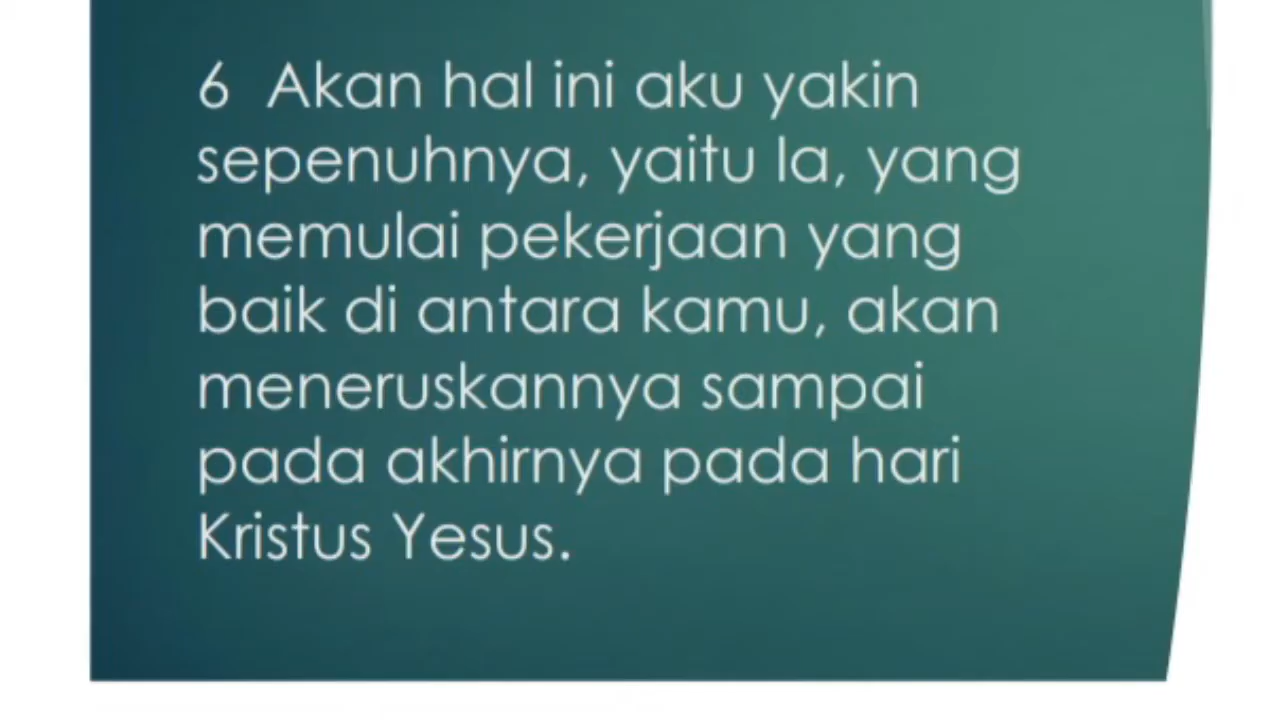 6 Akan hal ini aku yakin
sepenuhnya, yaitu Ia, yang
memulai pekerjaan yang
baik di antara kamu, akan
meneruskannya sampai
pada akhirnya pada hari
Kristus Yesus.